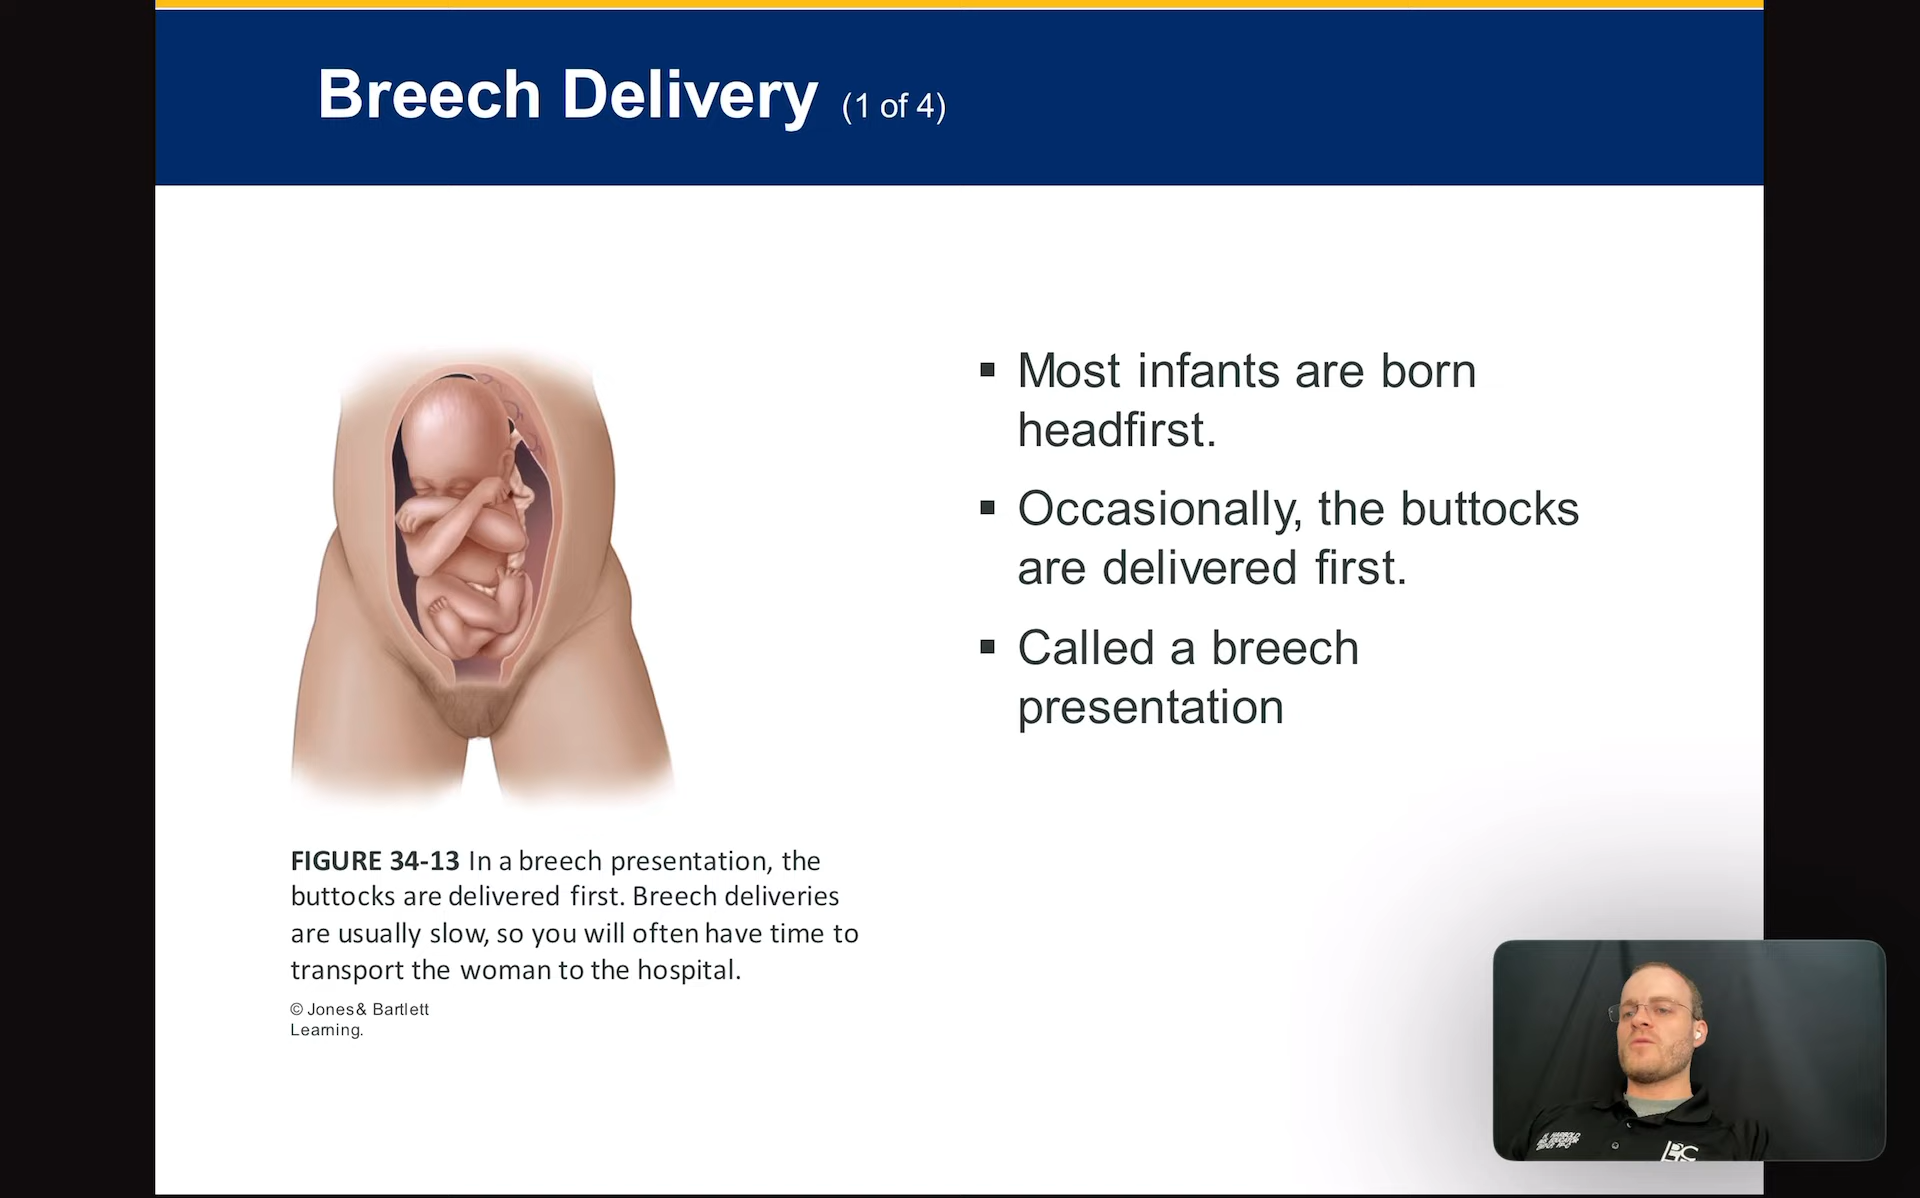 Breech Delivery (1 of 4)
▪ Most infants are born
headfirst.
▪ Occasionally, the buttocks
are delivered first.
▪ Called a breech
presentation
FIGURE 34-13 In a breech presentation, the
buttocks are delivered first. Breech deliveries
are usually slow, so you will often have time to
transport the woman to the hospital.
© Jones & Bartlett
Learning.